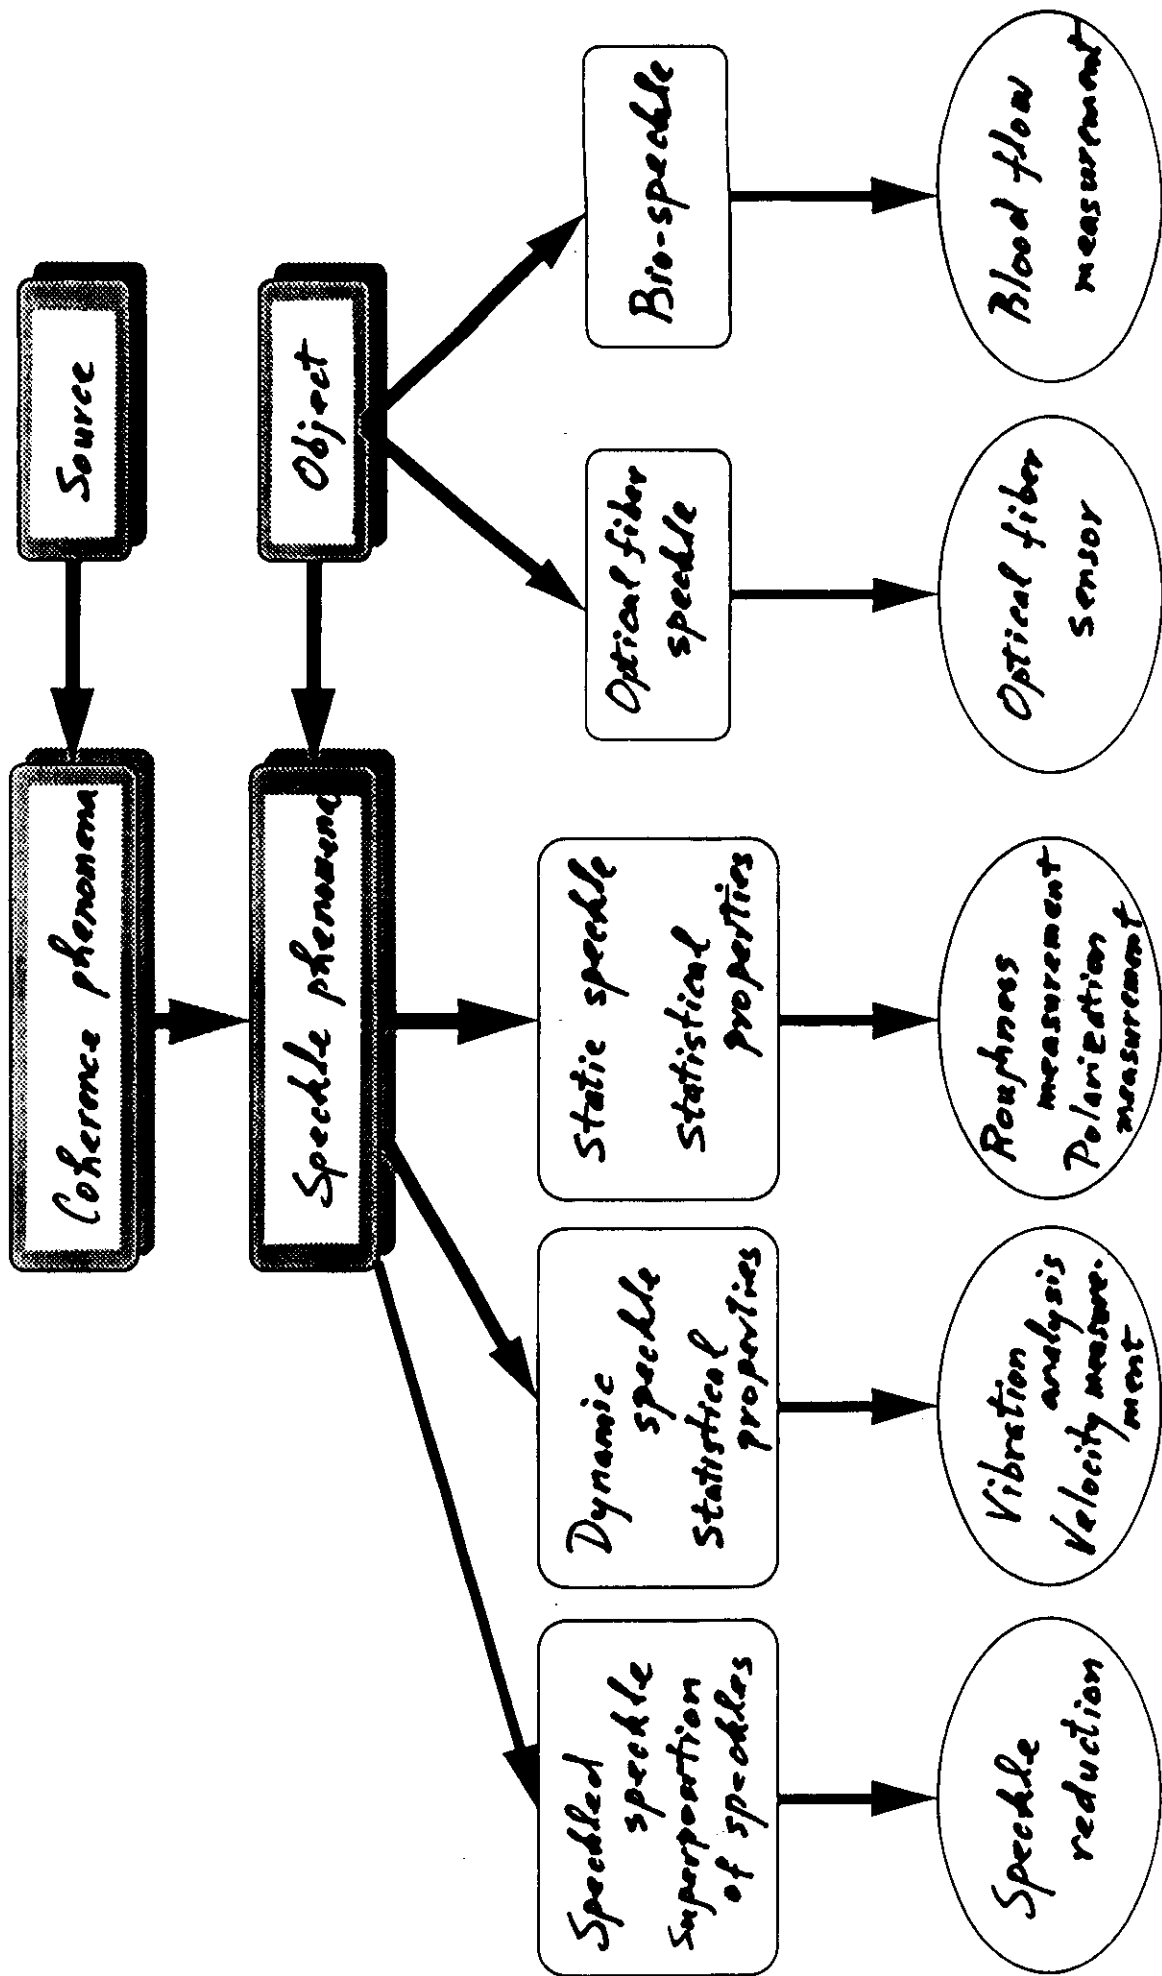 Coherence phenomena
Source
Speckle phenomena
Object
Speckled
speckle
Superposition
of speckles
Dynamic
speckle
Statistical
properties
Static speckle
Statistical
properties
Optical fiber
speckle
Bio-speckle
Speckle
reduction
Vibration
analysis
Velocity measure-
ment
Roughness
measurement
Polarization
measurement
Optical fiber
sensor
Blood flow
measurement